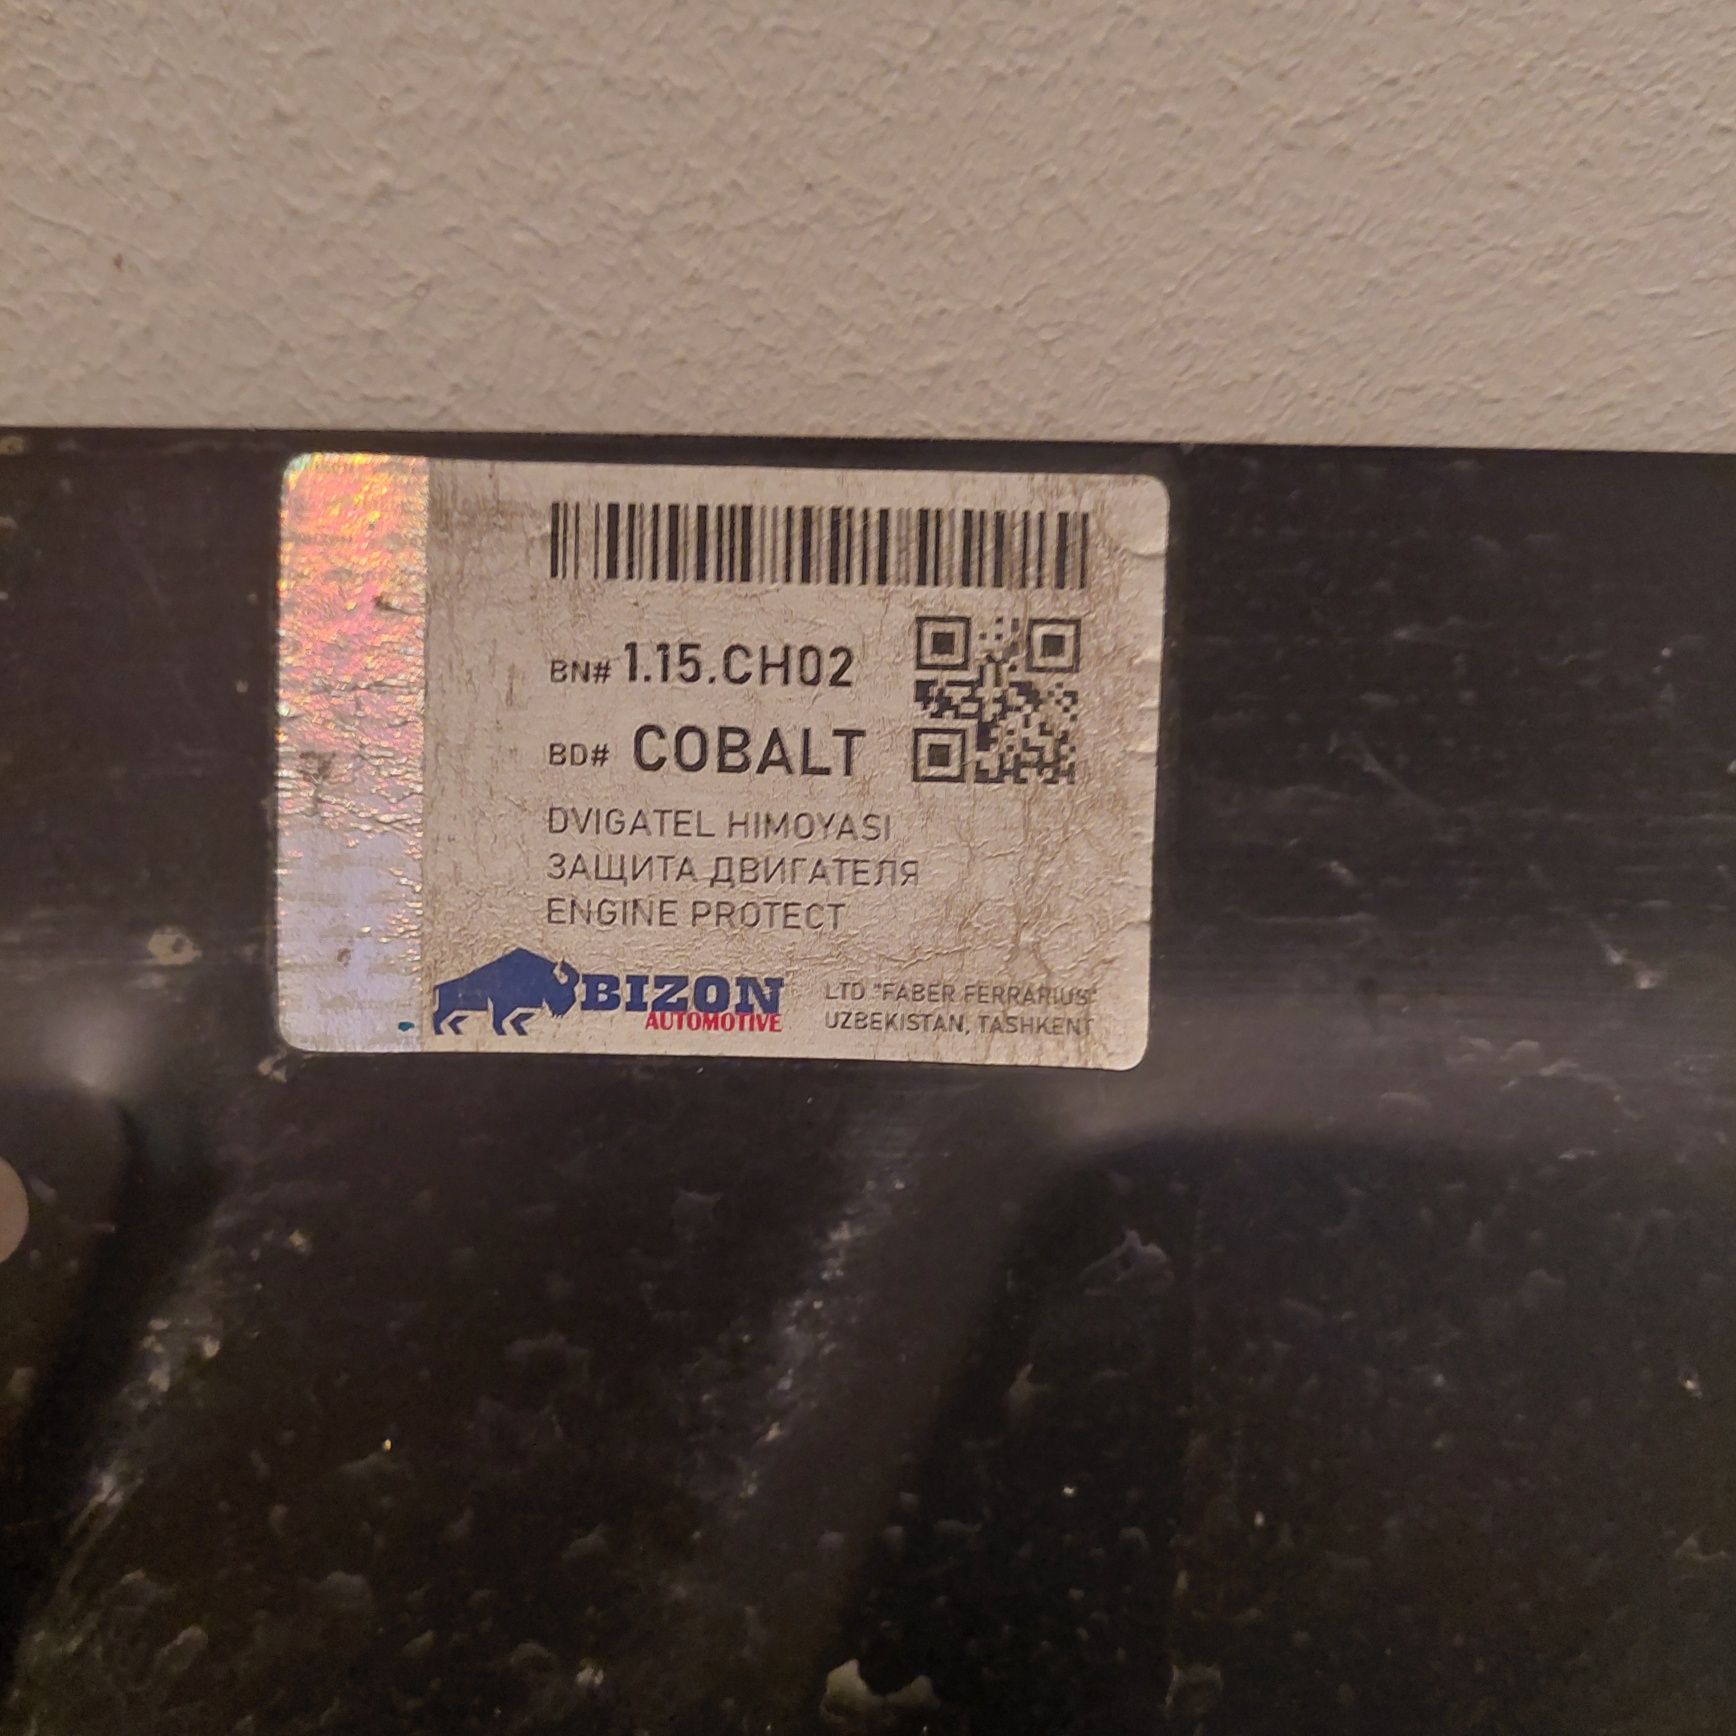 BN# 1.15.CH02
BD# COBALT
DVIGATEL HIMOYASI
ЗАЩИТА ДВИГАТЕЛЯ
ENGINE PROTECT
BIZON
AUTOMOTIVE
LTD "FABER FERRARIUS"
UZBEKISTAN, TASHKENT